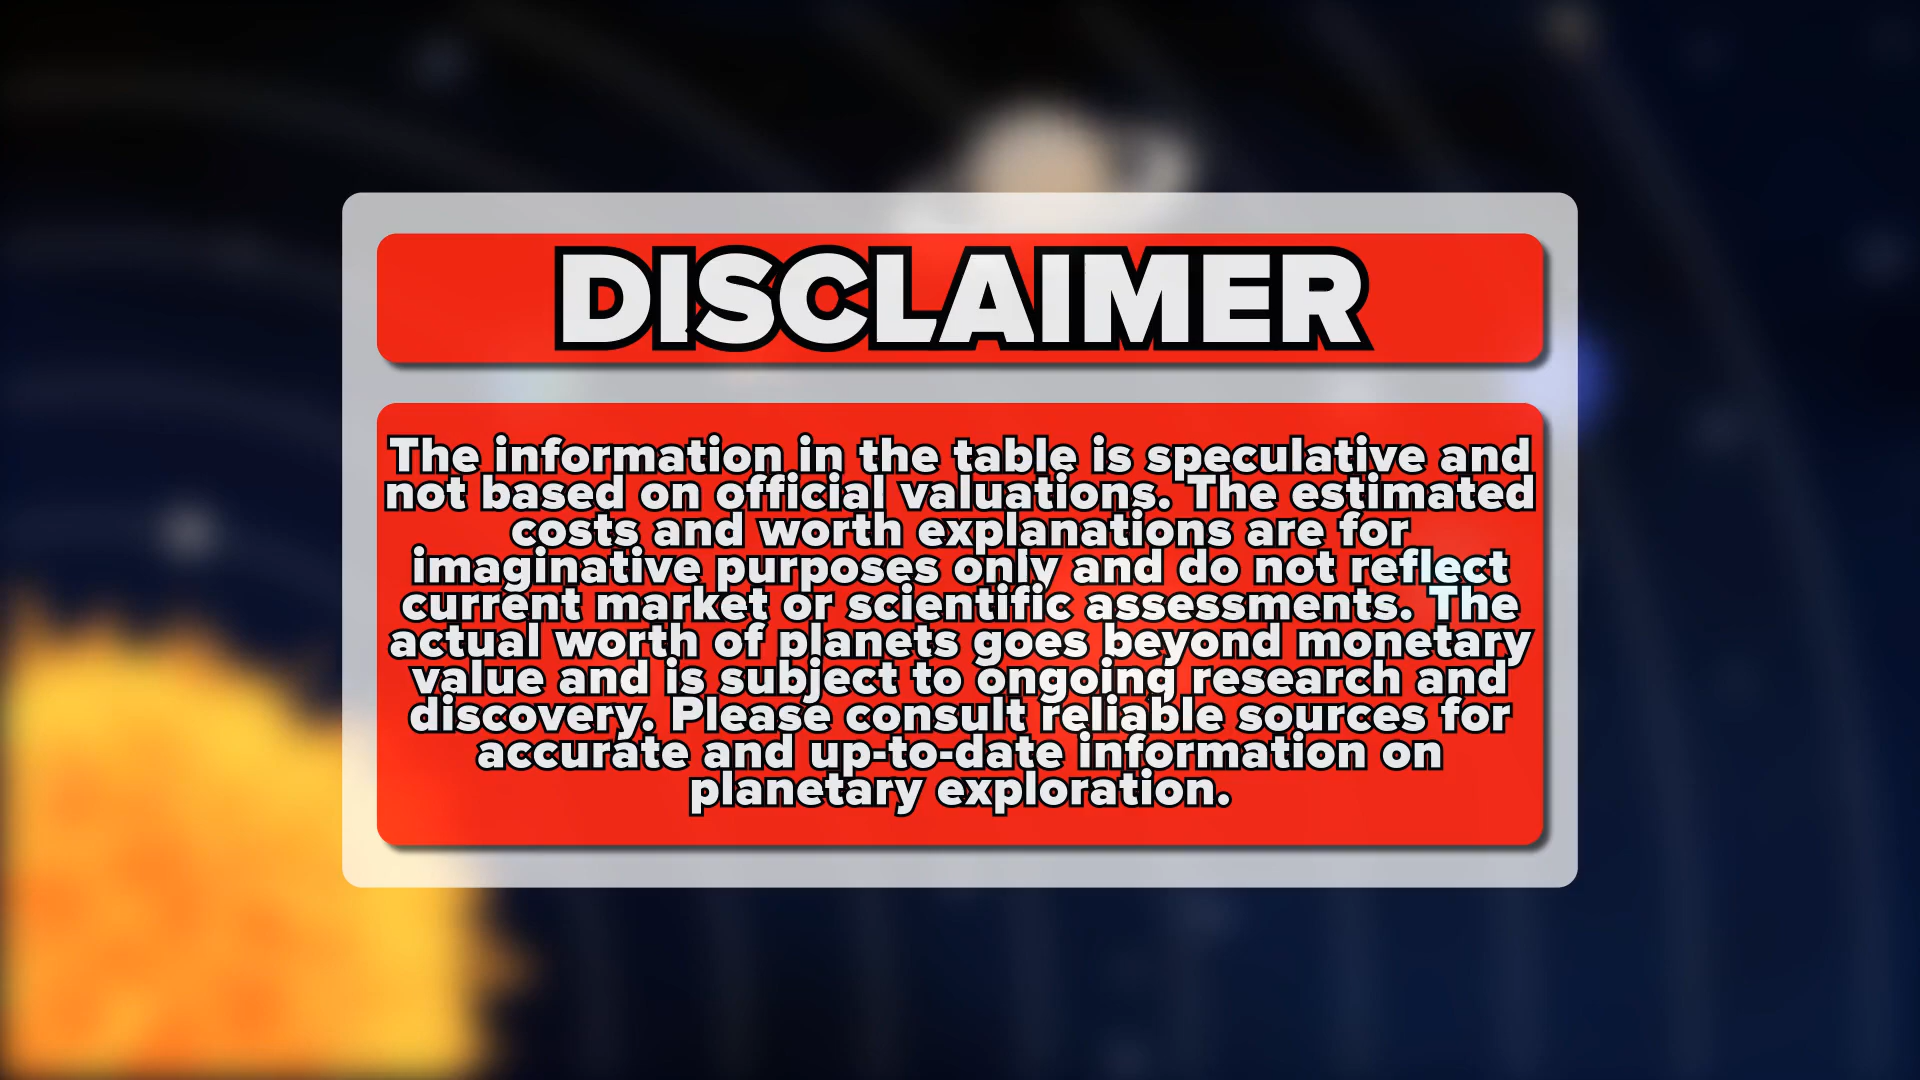 DISCLAIMER
The information in the table is speculative and
not based on official valuations. The estimated
costs and worth explanations are for
imaginative purposes only and do not reflect
current market or scientific assessments. The
actual worth of planets goes beyond monetary
value and is subject to ongoing research and
discovery. Please consult reliable sources for
accurate and up-to-date information on
planetary exploration.